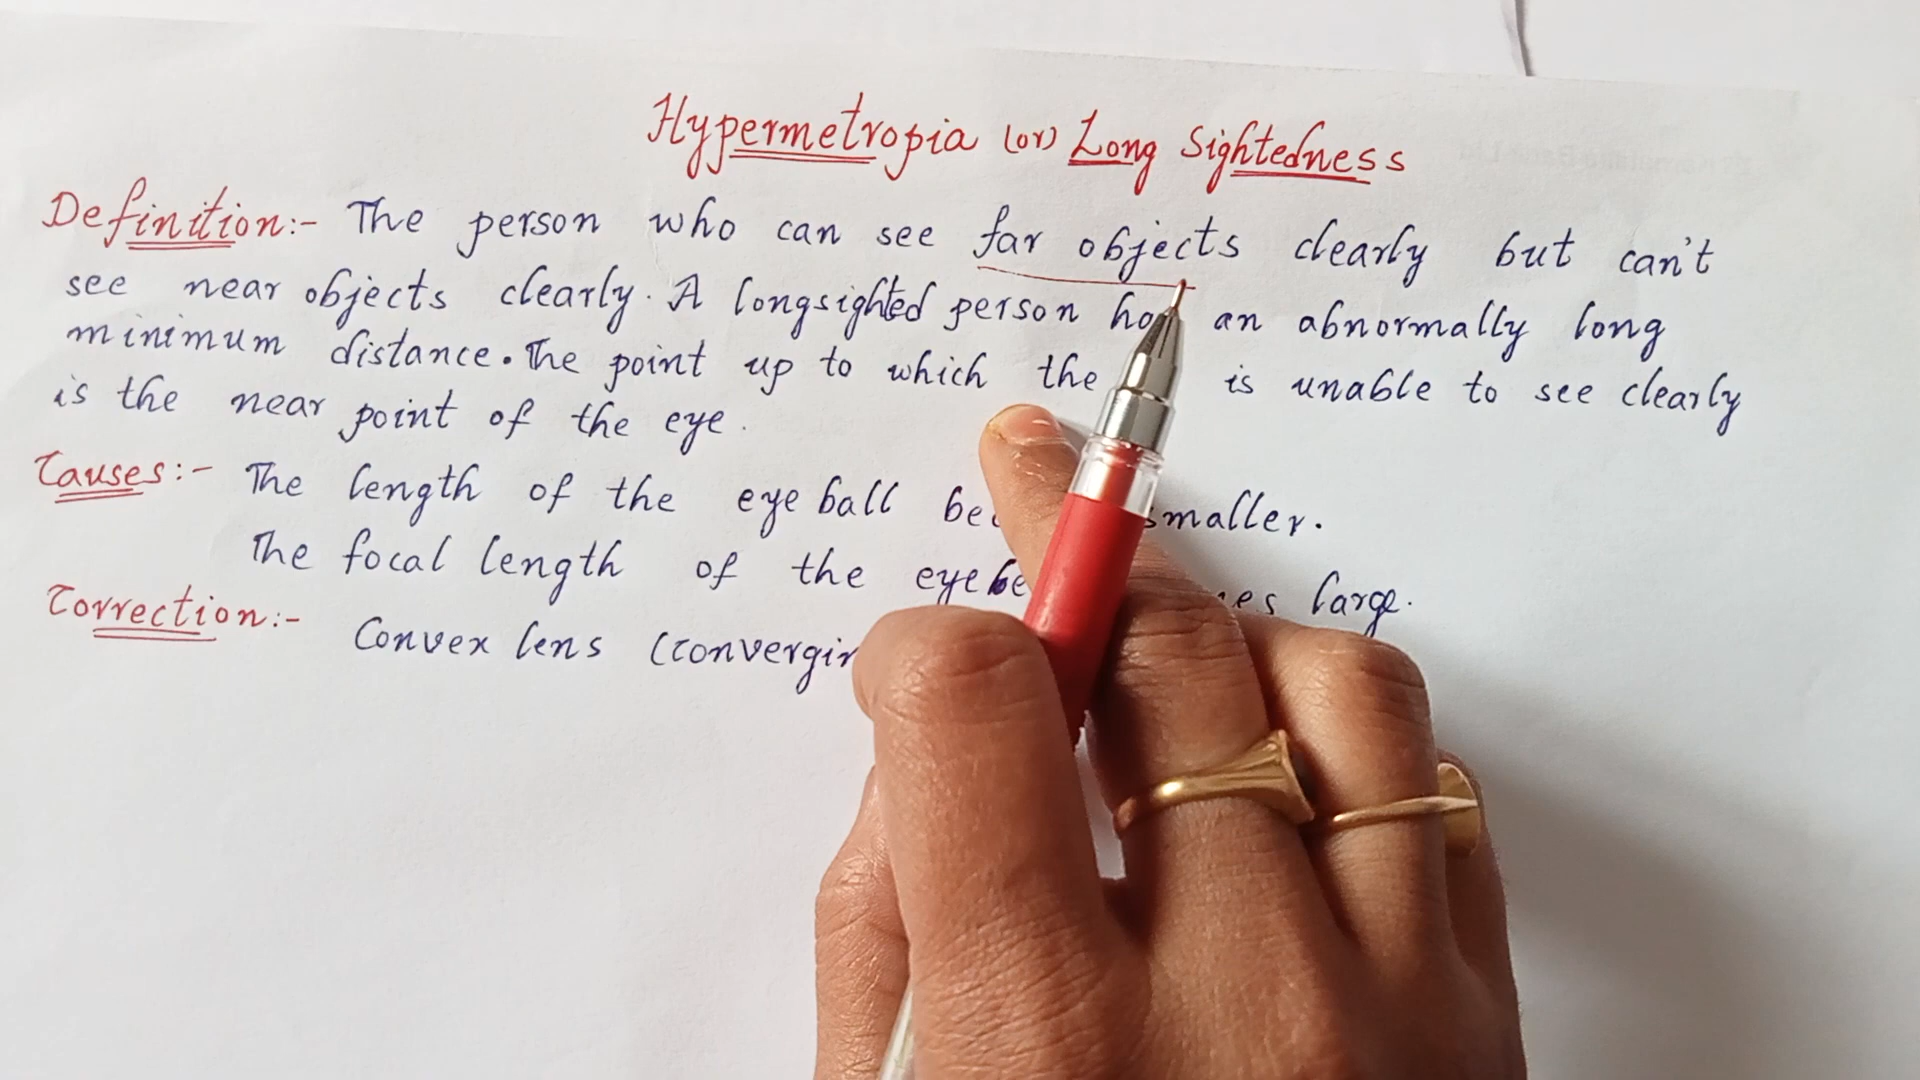 Hypermetropia (or) Long Sightedness
Definition:- The person who can see far objects clearly but can't
see near objects clearly. A longsighted person an abnormally long
minimum distance. The point up to which the is unable to see clearly
is the near point of the eye.
Causes:- The length of the eye ball smaller.
The focal length of the eye large.
Correction:- Convex lens